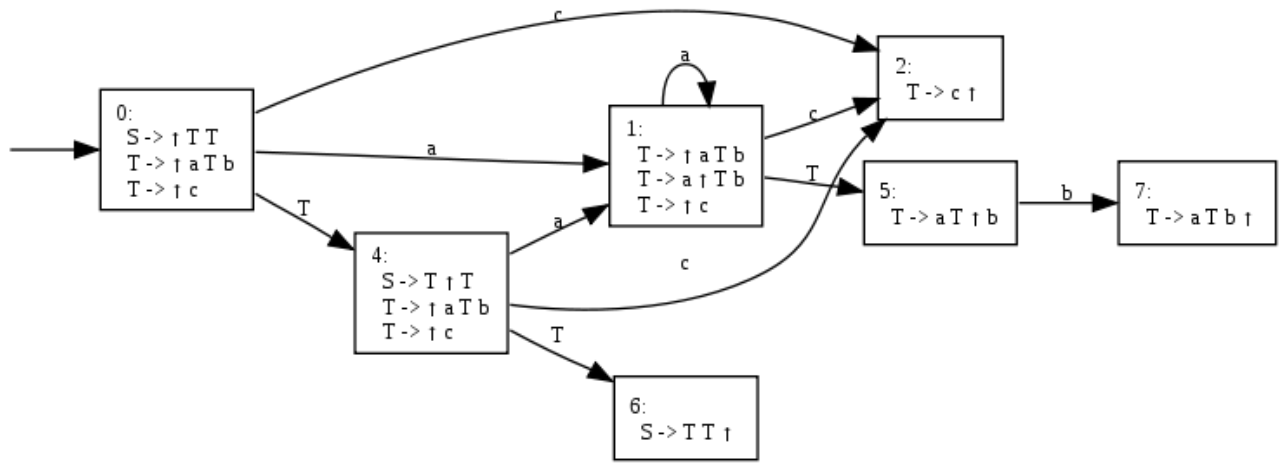 c
0:
S -> ↑ T T
T -> ↑ a T b
T -> ↑ c
a
T
a
1:
T -> ↑ a T b
T -> a ↑ T b
T -> ↑ c
c
T
2:
T -> c ↑
4:
S -> T ↑ T
T -> ↑ a T b
T -> ↑ c
a
c
T
5:
T -> a T ↑ b
b
7:
T -> a T b ↑
6:
S -> T T ↑